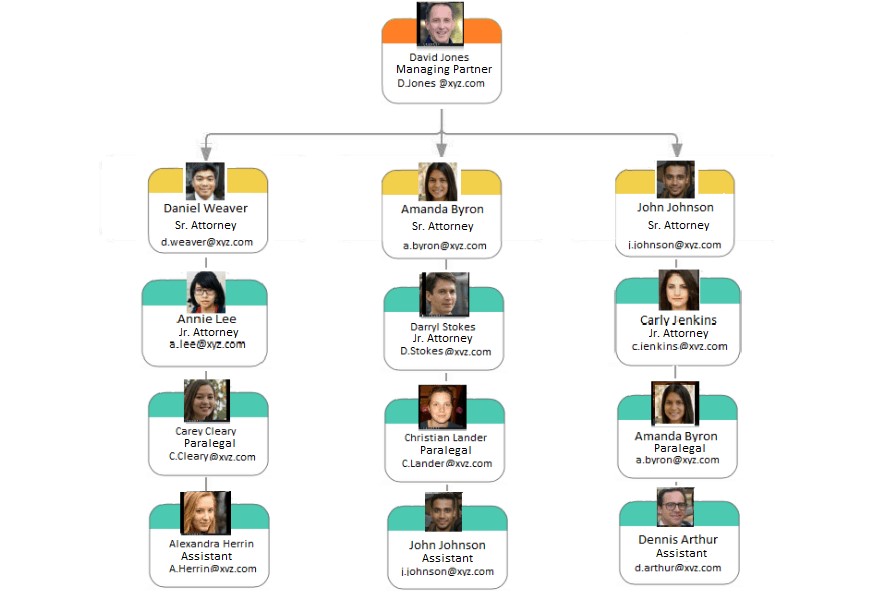 David Jones
Managing Partner
D.Jones @xyz.com
Daniel Weaver
Sr. Attorney
d.weaver@xyz.com
Amanda Byron
Sr. Attorney
a.byron@xyz.com
John Johnson
Sr. Attorney
j.johnson@xyz.com
Annie Lee
Jr. Attorney
a.lee@xyz.com
Darryl Stokes
Jr. Attorney
D.Stokes@xyz.com
Carly Jenkins
Jr. Attorney
c.jenkins@xyz.com
Carey Cleary
Paralegal
C.Cleary@xyz.com
Christian Lander
Paralegal
C.Lander@xyz.com
Amanda Byron
Paralegal
a.byron@xyz.com
Alexandra Herrin
Assistant
A.Herrin@xyz.com
John Johnson
Assistant
j.johnson@xyz.com
Dennis Arthur
Assistant
d.arthur@xyz.com